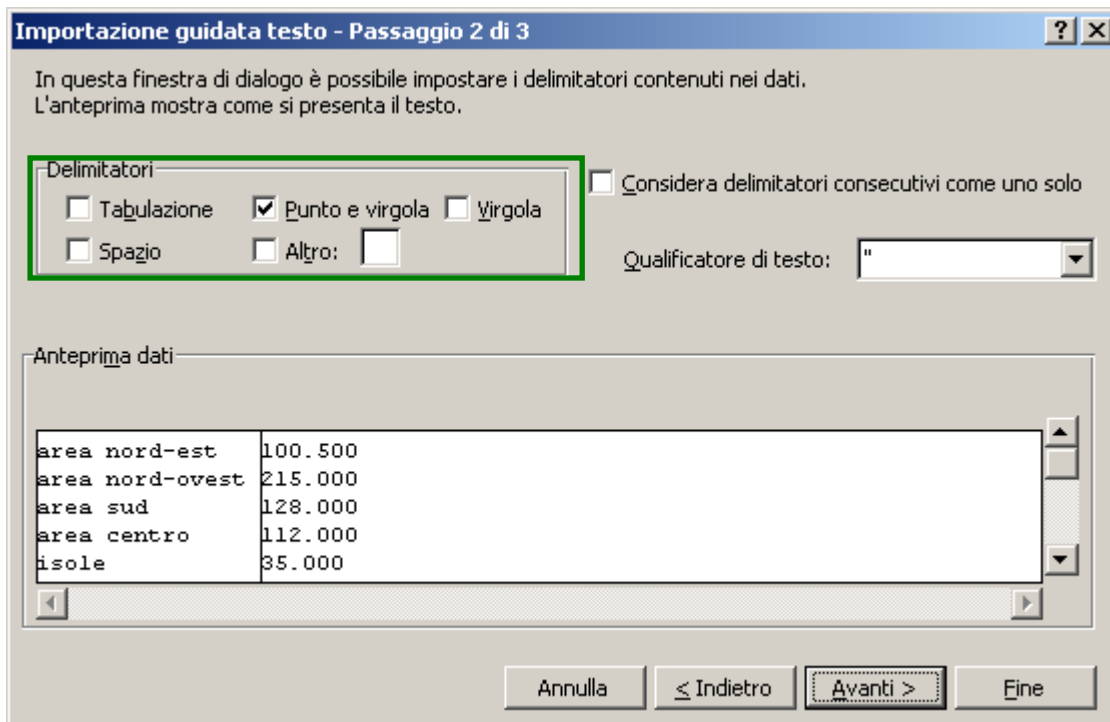 Importazione guidata testo - Passaggio 2 di 3
In questa finestra di dialogo è possibile impostare i delimitatori contenuti nei dati.
L'anteprima mostra come si presenta il testo.
Delimitatori
Tabulazione Punto e virgola Virgola
Spazio Altro:
Considera delimitatori consecutivi come uno solo
Qualificatore di testo: "
Anteprima dati
area nord-est 100.500
area nord-ovest 215.000
area sud 128.000
area centro 112.000
isole 35.000
Annulla < Indietro Avanti > Fine